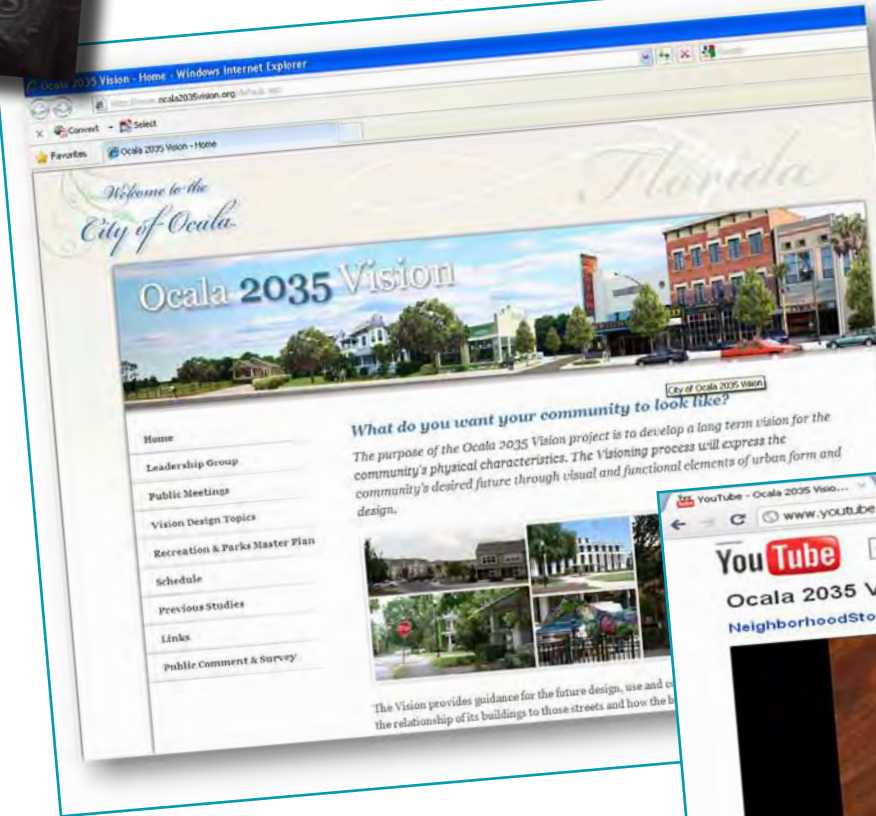 Ocala 2035 Vision - Home - Windows Internet Explorer
ocala2035vision.org
x Convert - Select
Favorites Ocala 2035 Vision - Home
Welcome to the
City of Ocala
Florida
Ocala 2035 Vision
City of Ocala 2035 Vision
Home
Leadership Group
Public Meetings
Vision Design Topics
Recreation & Parks Master Plan
Schedule
Previous Studies
Links
Public Comment & Survey
What do you want your community to look like?
The purpose of the Ocala 2035 Vision project is to develop a long term vision for the
community's physical characteristics. The Visioning process will express the
community's desired future through visual and functional elements of urban form and
design.
The Vision provides guidance for the future design, use and
the relationship of its buildings to those streets and how the
YouTube - Ocala 2035 Visio...
www.youtube
YouTube
Ocala 2035 V
NeighborhoodSto